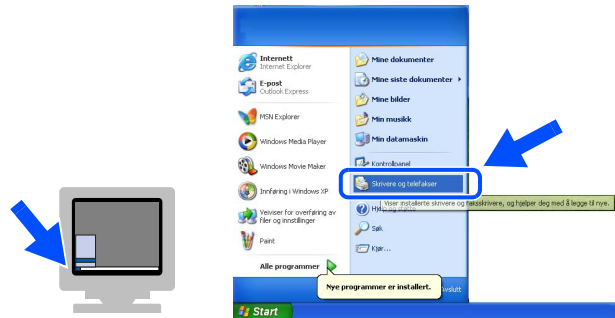 Internett
Internet Explorer
E-post
Outlook Express
MSN Explorer
Windows Media Player
Windows Movie Maker
Innføring i Windows XP
Veiviser for overføring av
filer og innstillinger
Paint
Alle programmer
Mine dokumenter
Mine siste dokumenter
Mine bilder
Min musikk
Min datamaskin
Kontrollpanel
Skrivere og telefakser
Viser installerte skrivere og faksskrivere, og hjelper deg med å legge til nye.
Søk
Kjør...
Nye programmer er installert.
Avslutt
Start